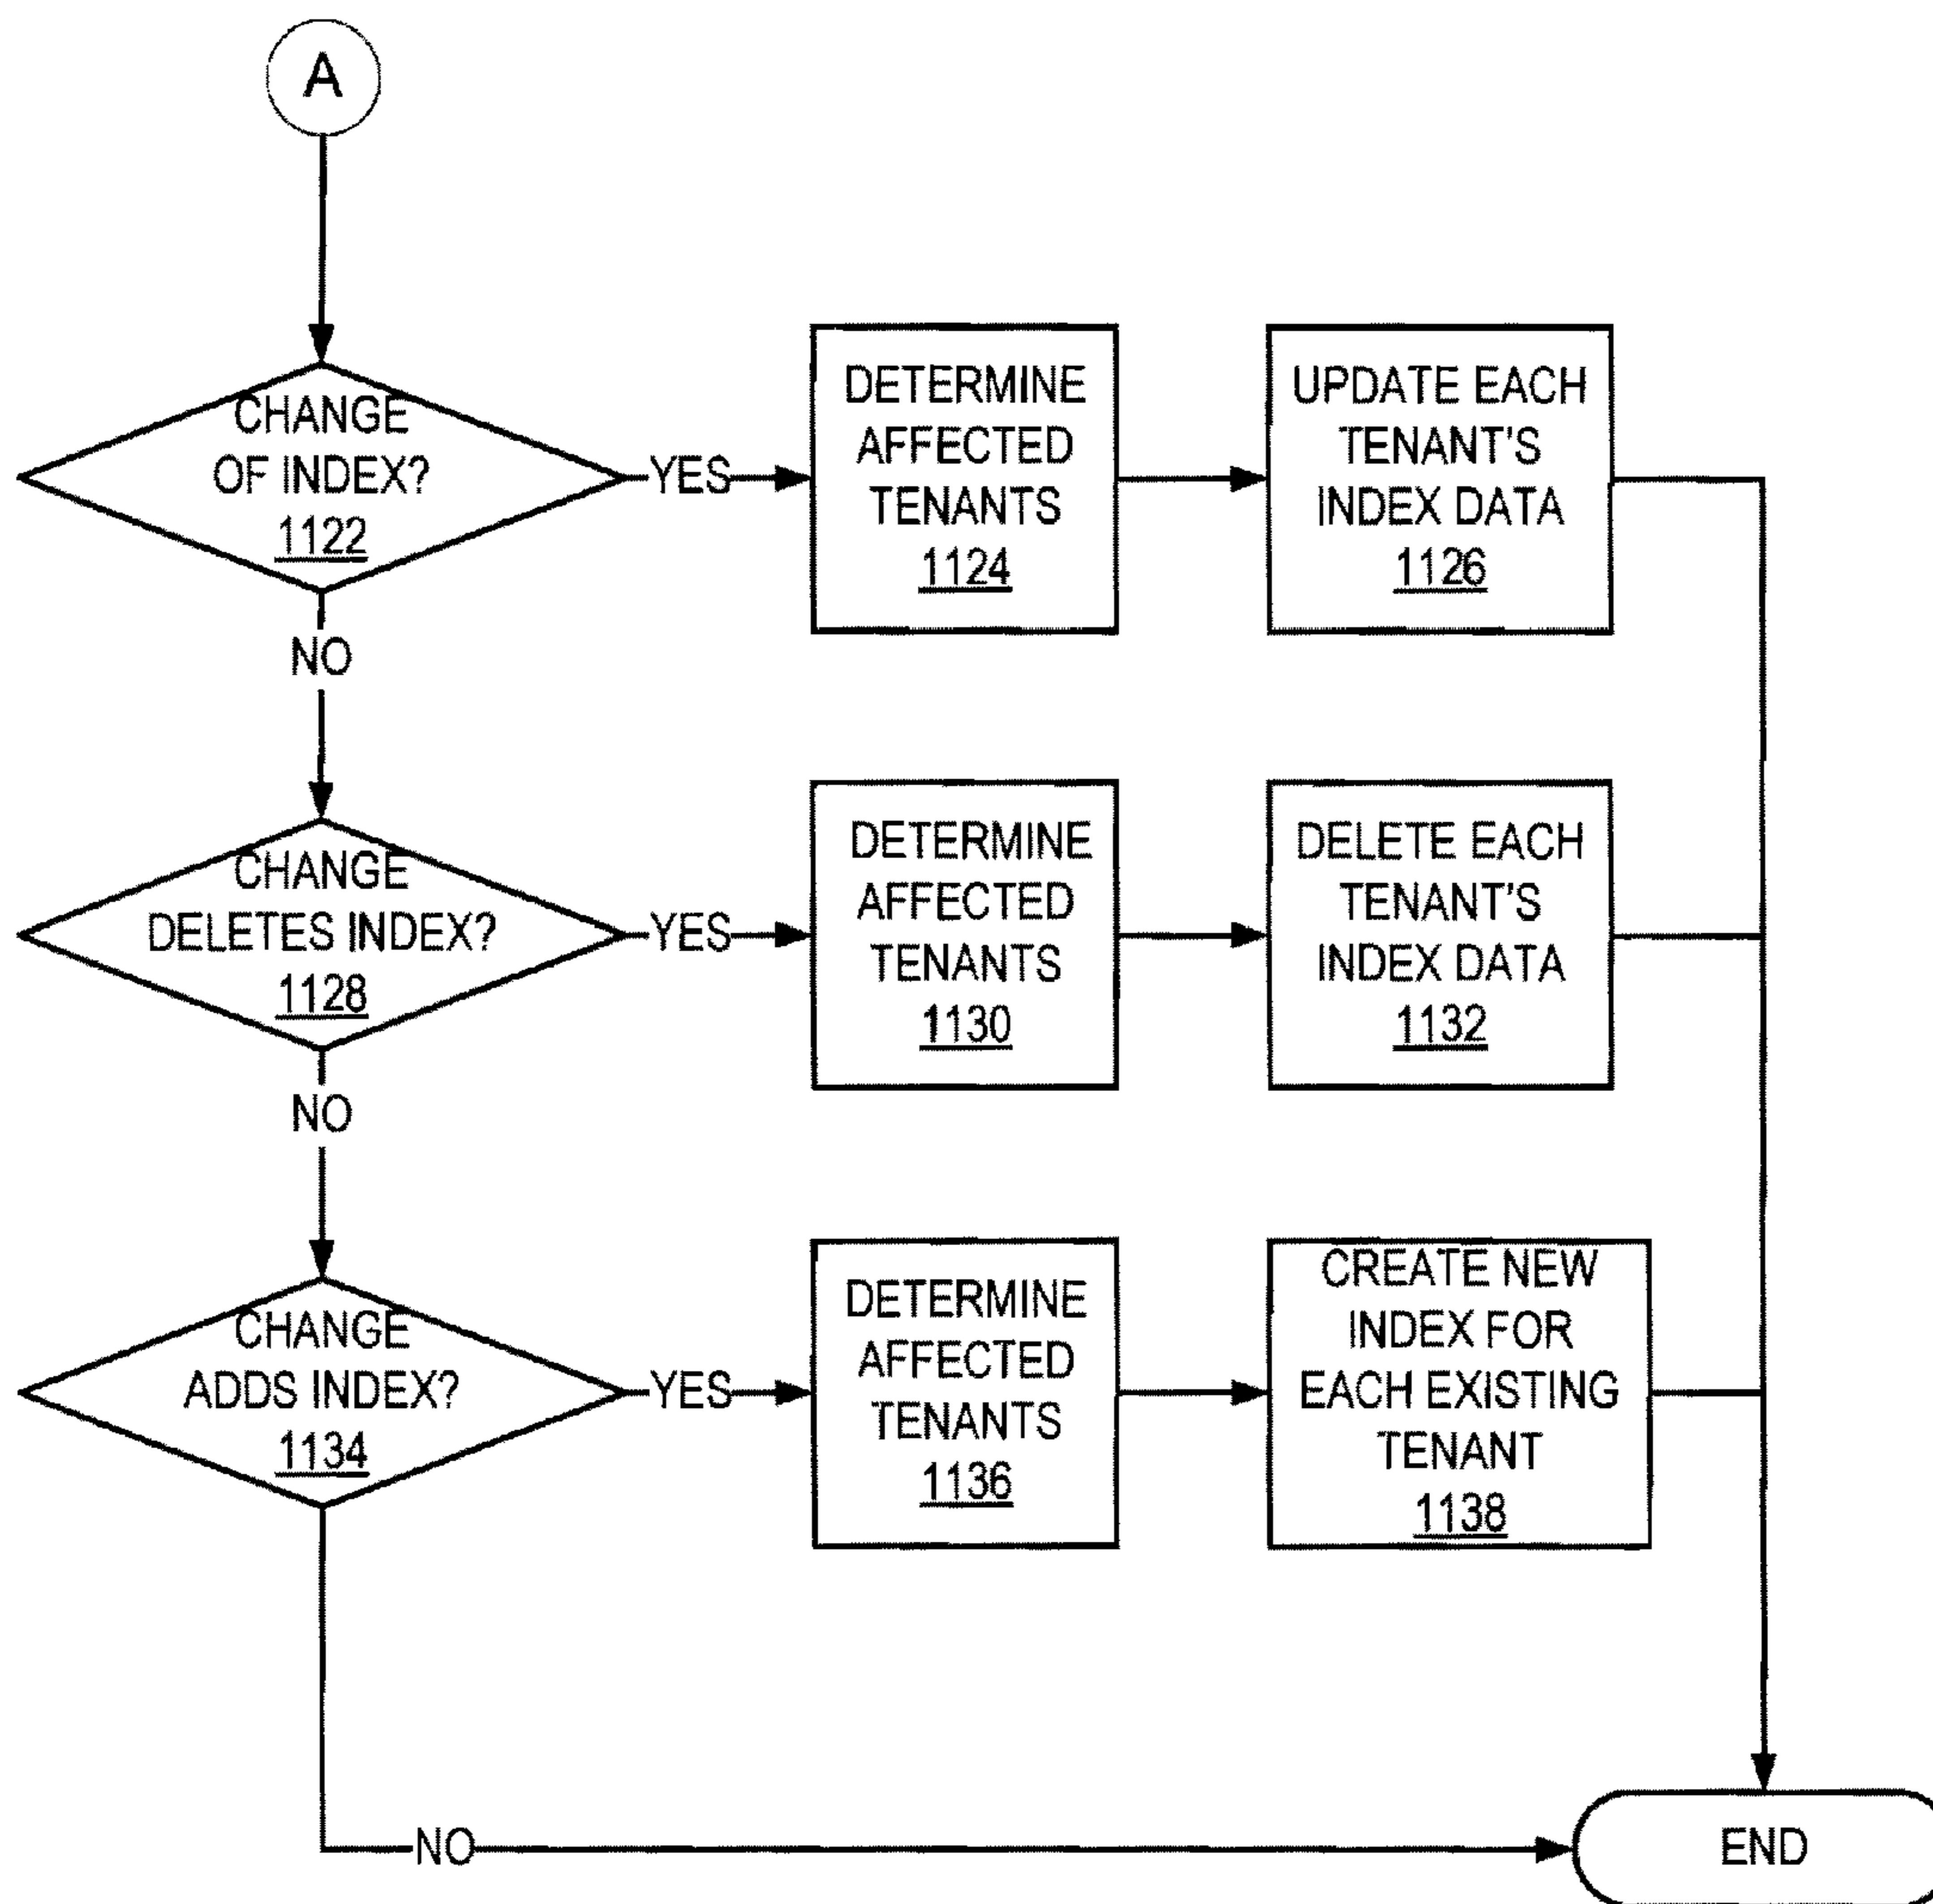 A
CHANGE
OF INDEX?
1122
YES
DETERMINE
AFFECTED
TENANTS
1124
UPDATE EACH
TENANT'S
INDEX DATA
1126
NO
CHANGE
DELETES INDEX?
1128
YES
DETERMINE
AFFECTED
TENANTS
1130
DELETE EACH
TENANT'S
INDEX DATA
1132
NO
CHANGE
ADDS INDEX?
1134
YES
DETERMINE
AFFECTED
TENANTS
1136
CREATE NEW
INDEX FOR
EACH EXISTING
TENANT
1138
NO
END